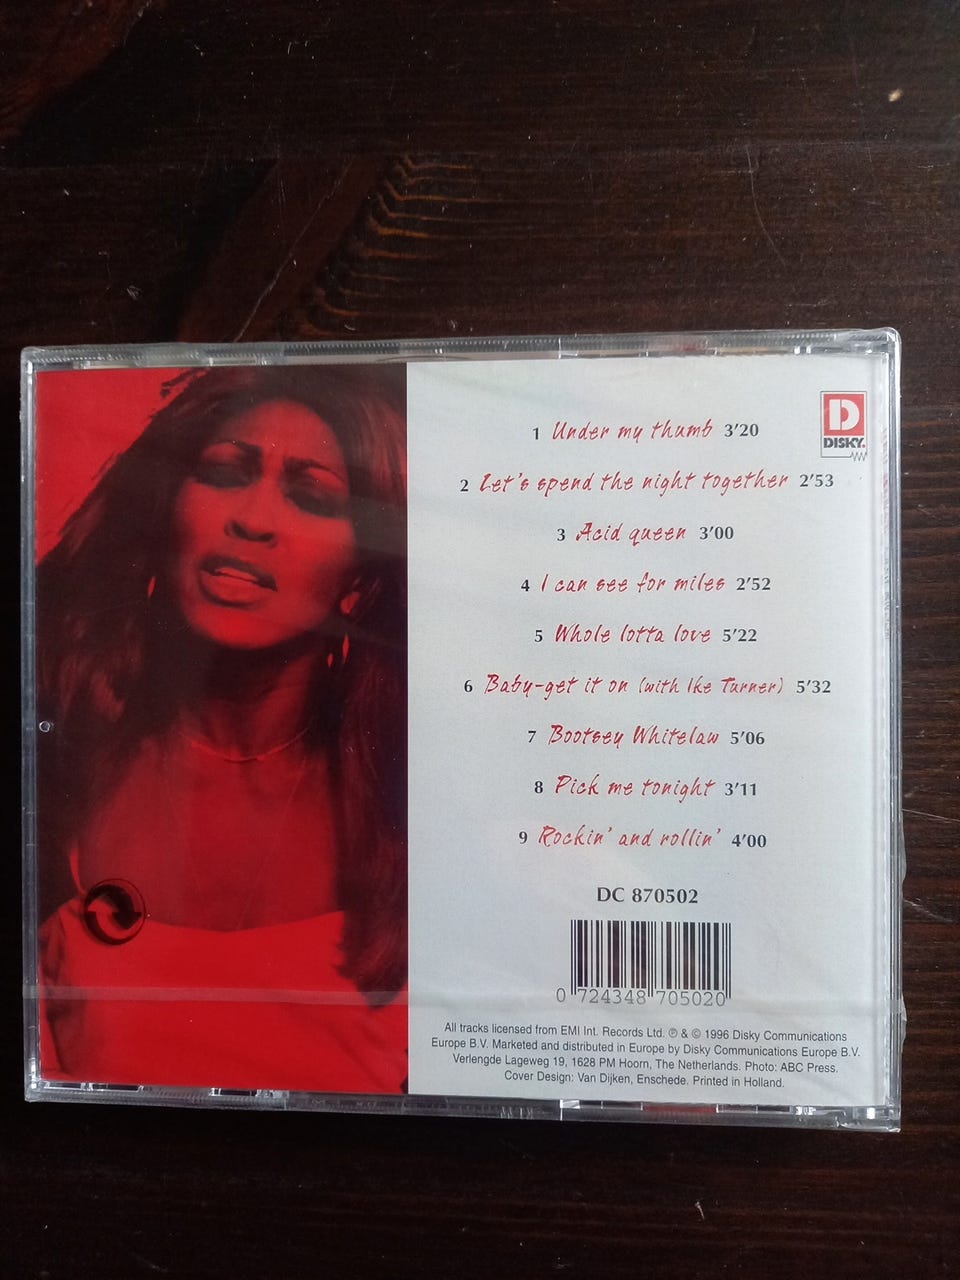 D
DISKY.
1 Under my thumb 3'20
2 Let's spend the night together 2'53
3 Acid queen 3'00
4 I can see for miles 2'52
5 Whole lotta love 5'22
6 Baby-get it on (with Ike Turner) 5'32
7 Bootsey Whitelaw 5'06
8 Pick me tonight 3'11
9 Rockin' and rollin' 4'00
DC 870502
0 724348 705020
All tracks licensed from EMI Int. Records Ltd. ℗ & © 1996 Disky Communications
Europe B.V. Marketed and distributed in Europe by Disky Communications Europe B.V.
Verlengde Lageweg 19, 1628 PM Hoorn, The Netherlands. Photo: ABC Press.
Cover Design: Van Dijken, Enschede. Printed in Holland.